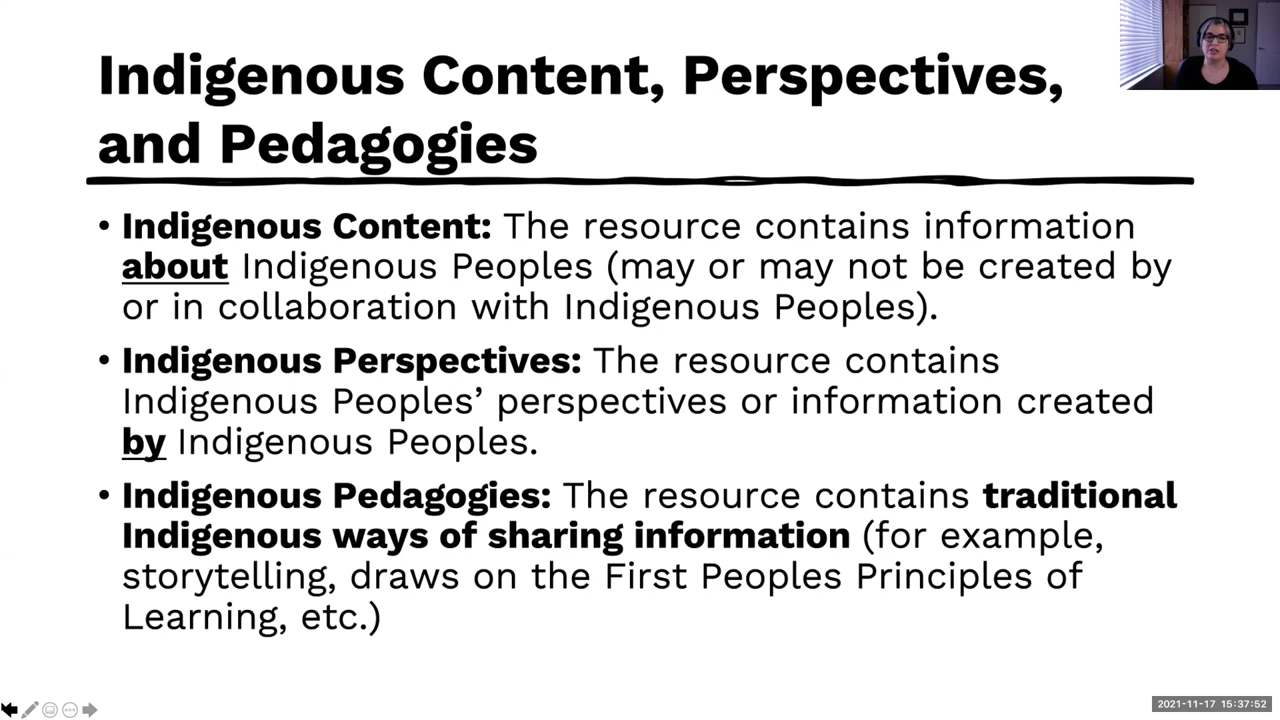 Indigenous Content, Perspectives,
and Pedagogies
• Indigenous Content: The resource contains information
about Indigenous Peoples (may or may not be created by
or in collaboration with Indigenous Peoples).
• Indigenous Perspectives: The resource contains
Indigenous Peoples’ perspectives or information created
by Indigenous Peoples.
• Indigenous Pedagogies: The resource contains traditional
Indigenous ways of sharing information (for example,
storytelling, draws on the First Peoples Principles of
Learning, etc.)
2021-11-17 15:37:52